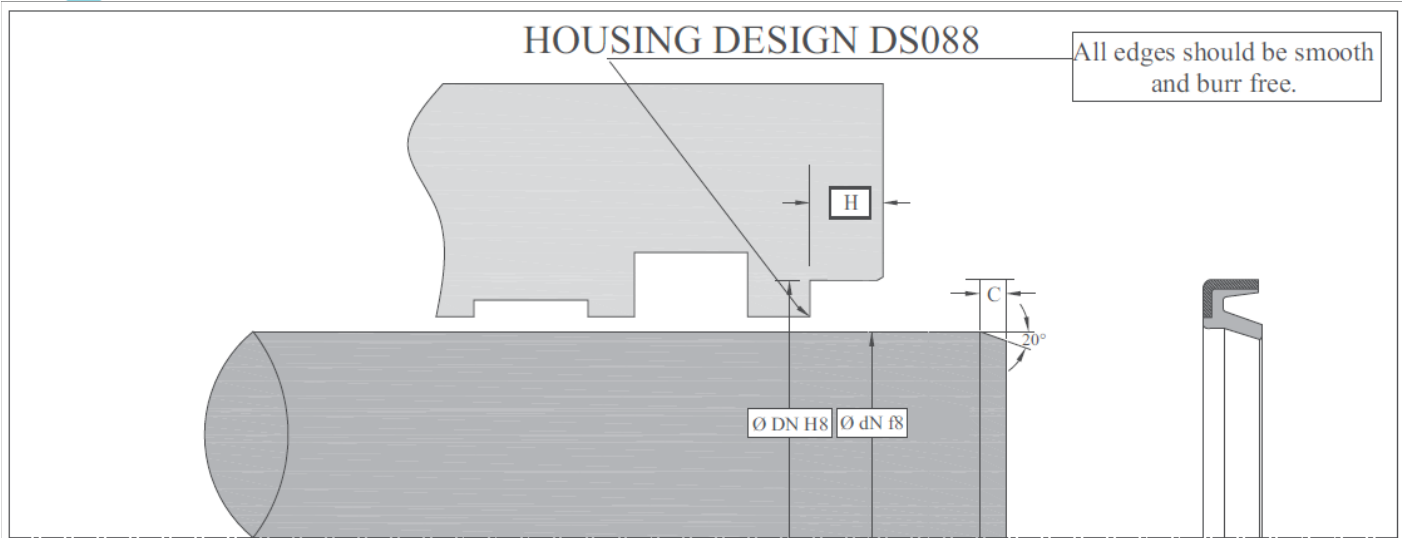 HOUSING DESIGN DS088
All edges should be smooth
and burr free.
H
C
20°
Ø DN H8
Ø dN f8